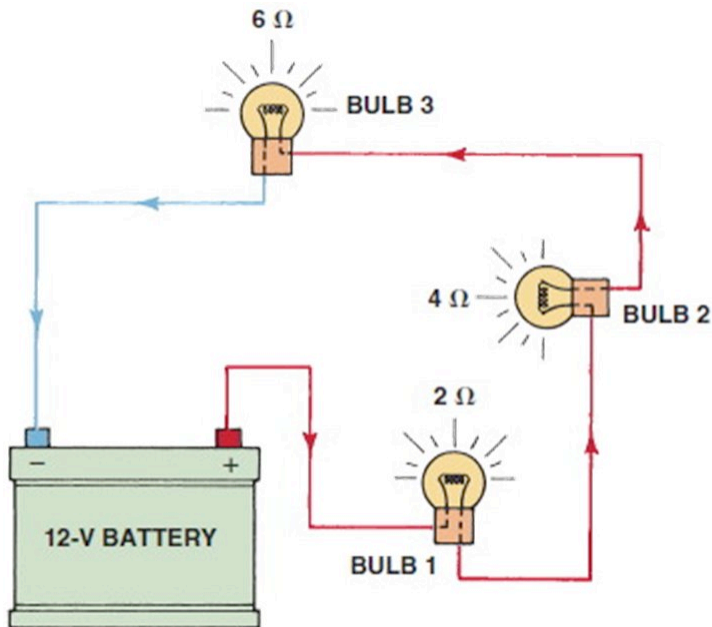 6 Ω
BULB 3
4 Ω
BULB 2
2 Ω
− +
12-V BATTERY
BULB 1